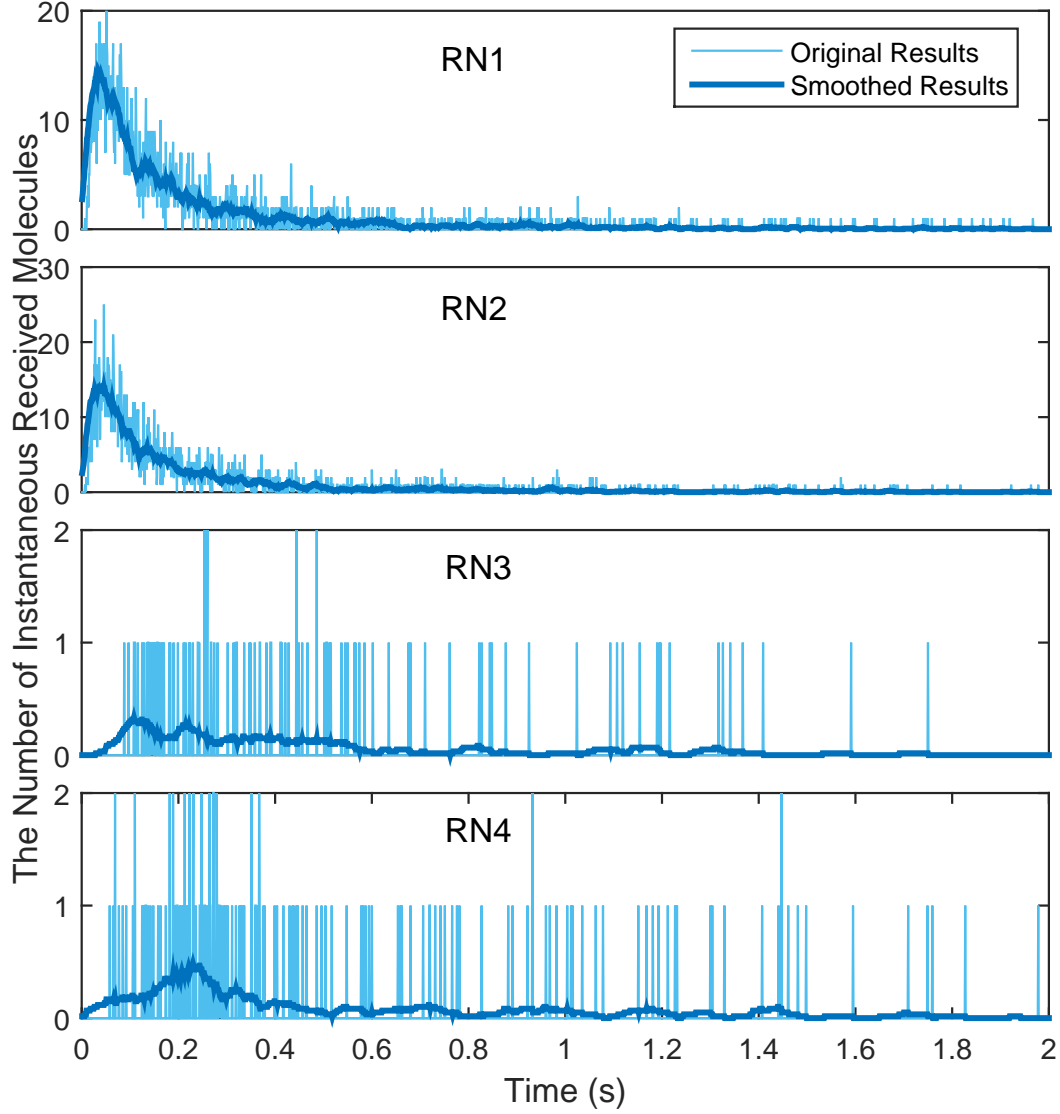 The Number of Instantaneous Received Molecules
20
10
0
RN1
Original Results
Smoothed Results
30
20
10
0
RN2
2
1
0
RN3
2
1
0
RN4
0 0.2 0.4 0.6 0.8 1 1.2 1.4 1.6 1.8 2
Time (s)